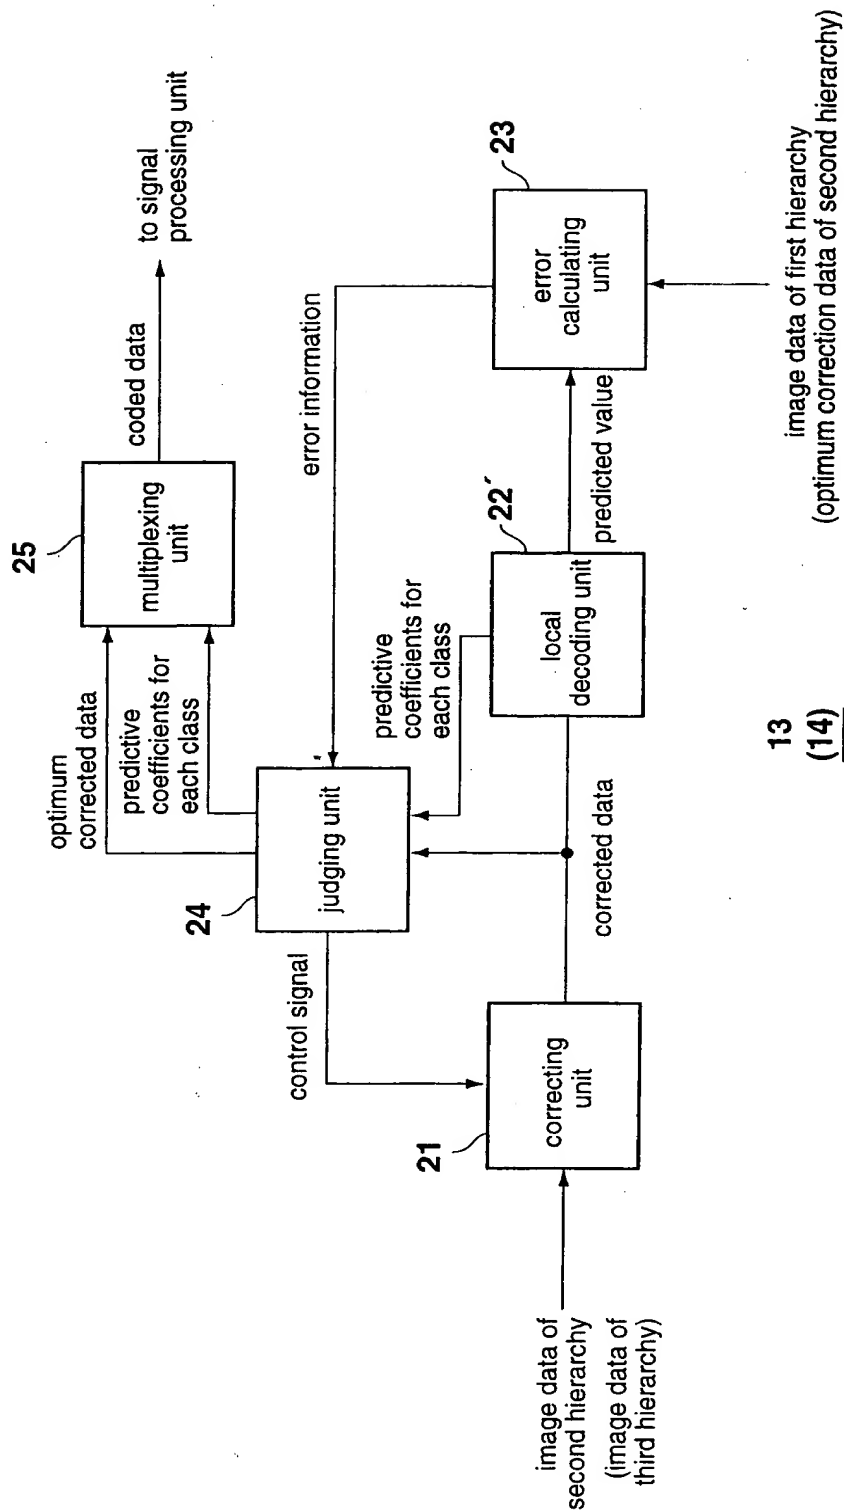 25
multiplexing
unit
coded data
to signal
processing unit
optimum
corrected data
predictive
coefficients for
each class
error information
24
judging unit
control signal
predictive
coefficients for
each class
22´
local
decoding unit
predicted value
23
error
calculating
unit
21
correcting
unit
corrected data
image data of
second hierarchy
(image data of
third hierarchy)
image data of first hierarchy
(optimum correction data of second hierarchy)
13
(14)